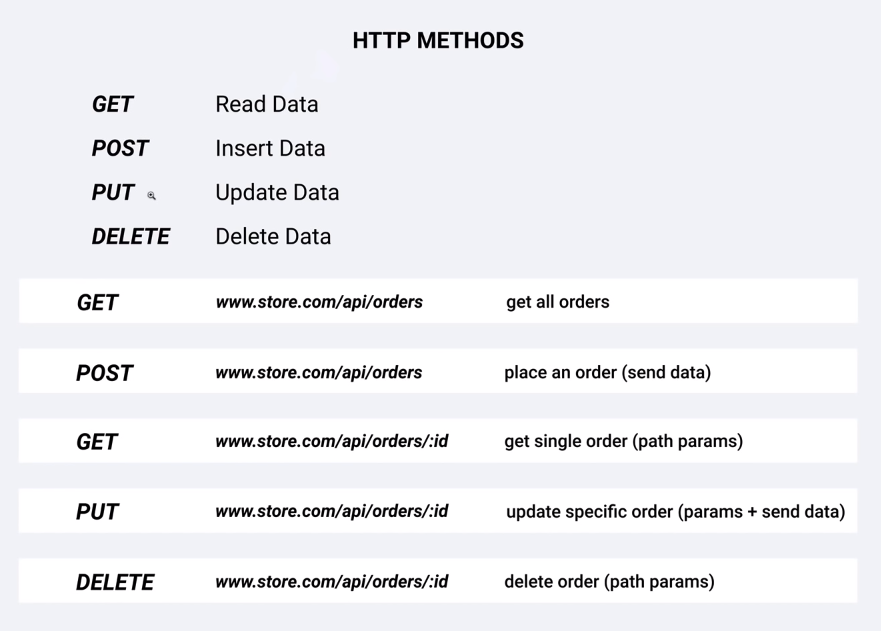 HTTP METHODS
GET Read Data
POST Insert Data
PUT Update Data
DELETE Delete Data
GET www.store.com/api/orders get all orders
POST www.store.com/api/orders place an order (send data)
GET www.store.com/api/orders/:id get single order (path params)
PUT www.store.com/api/orders/:id update specific order (params + send data)
DELETE www.store.com/api/orders/:id delete order (path params)